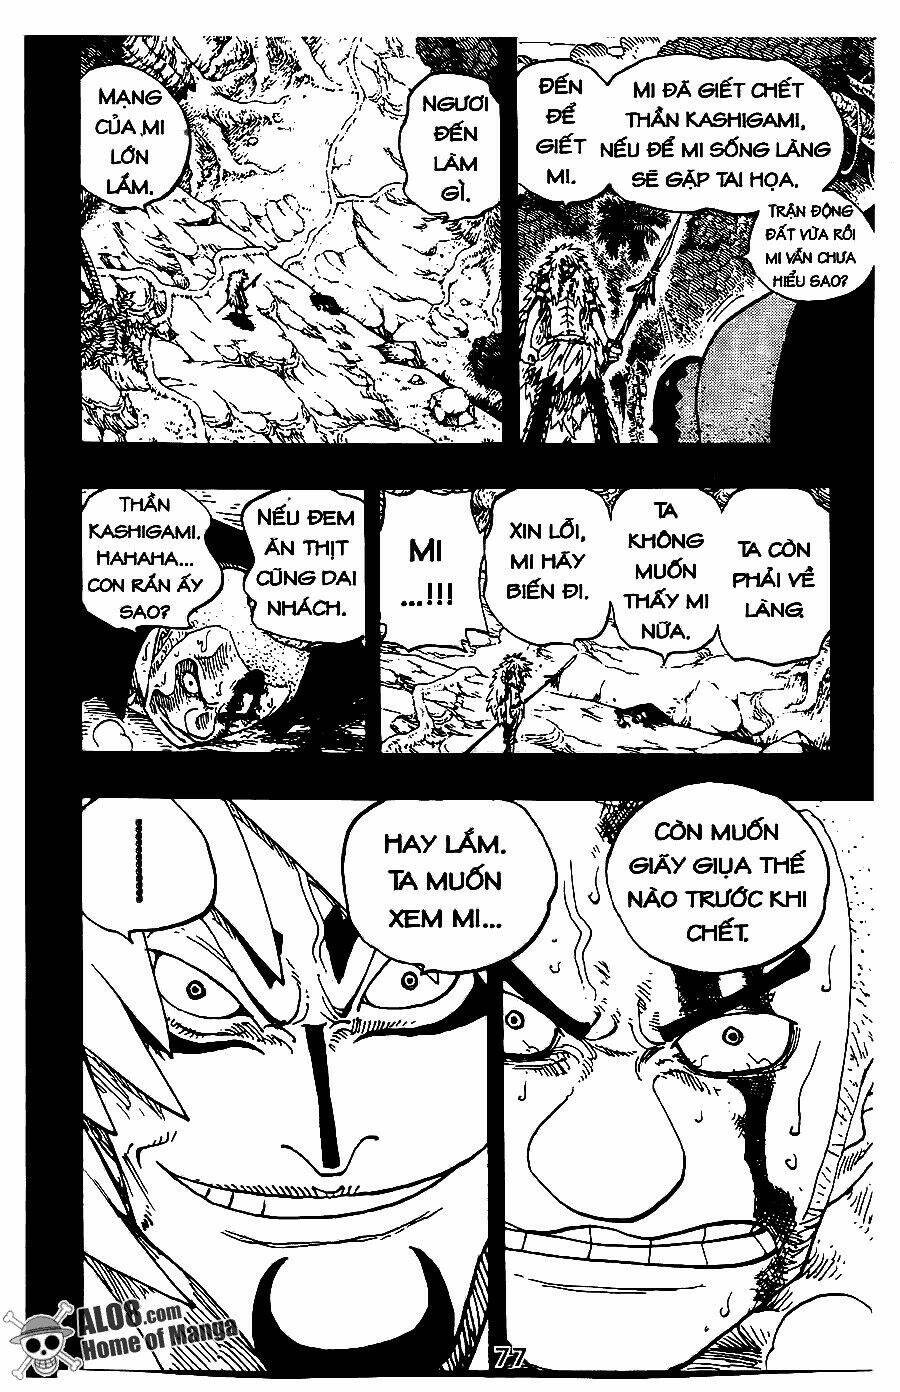 MẠNG
CỦA MI
LỚN
LẮM.
NGƯƠI
ĐẾN
LÀM
GÌ.
ĐẾN
ĐỂ
GIẾT
MI.
MI ĐÃ GIẾT CHẾT
THẦN KASHIGAMI,
NẾU ĐỂ MI SỐNG LÀNG
SẼ GẶP TAI HỌA.
TRẬN ĐỘNG
ĐẤT VỪA RỒI
MI VẪN CHƯA
HIỂU SAO?
THẦN
KASHIGAMI.
HAHAHA...
CON RẮN ẤY
SAO?
NẾU ĐEM
ĂN THỊT
CŨNG DAI
NHÁCH.
MI
...!!!
XIN LỖI,
MI HÃY
BIẾN ĐI.
TA
KHÔNG
MUỐN
THẤY MI
NỮA.
TA CÒN
PHẢI VỀ
LÀNG.
HAY LẮM.
TA MUỐN
XEM MI...
CÒN MUỐN
GIÃY GIỤA THẾ
NÀO TRƯỚC KHI
CHẾT.
ALO8.com
Home of Manga
77